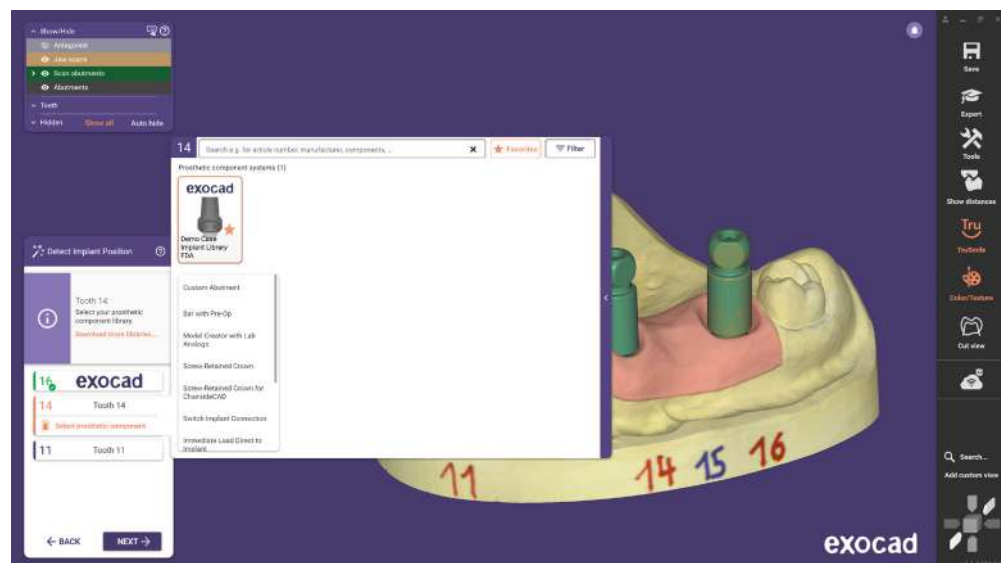 Show/Hide
Antagonist
Jaw scans
Scan abutments
Abutments
Tooth
Hidden Show all Auto hide
14 Search e.g. for article number, manufacturer, components, ...
Favorites
Filter
Prosthetic component systems (1)
exocad
Demo Case
Implant Library
FDA
Custom Abutment
Bar with Pre-Op
Model Creator with Lab
Analogs
Screw-Retained Crown
Screw-Retained Crown for
ChairsideCAD
Switch Implant Connection
Immediate Load Direct to
Implant
Detect Implant Position
Tooth 14:
Select your prosthetic
component library.
Download more libraries...
16 exocad
14 Tooth 14
Select prosthetic component
11 Tooth 11
BACK
NEXT
11
14 15 16
exocad
Save
Expert
Tools
Show distances
Tru
TruSmile
Color/Texture
Cut view
Search...
Add custom view